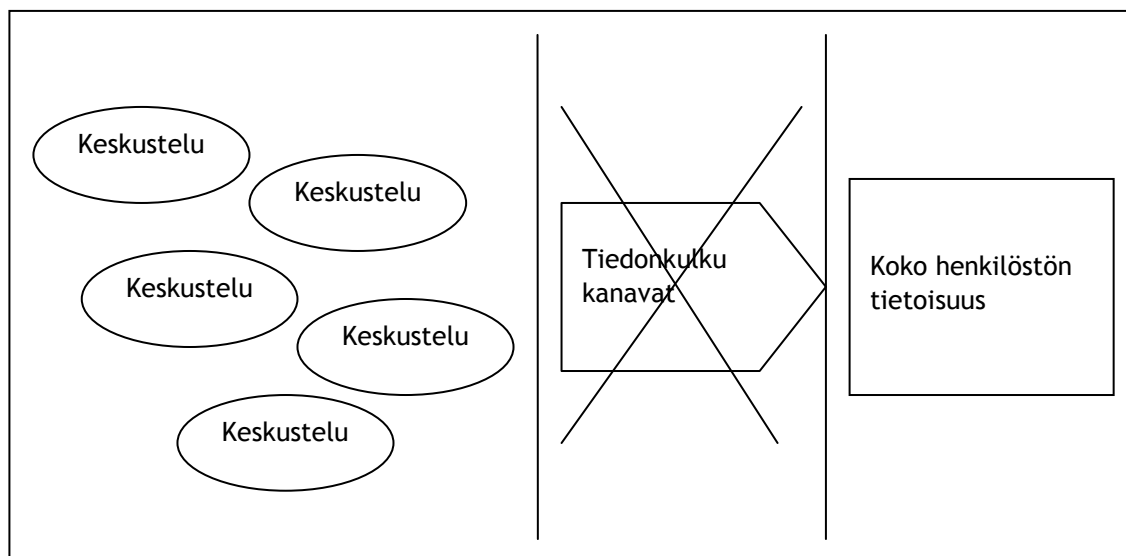 Keskustelu
Keskustelu
Keskustelu
Keskustelu
Keskustelu
Tiedonkulku
kanavat
Koko henkilöstön
tietoisuus